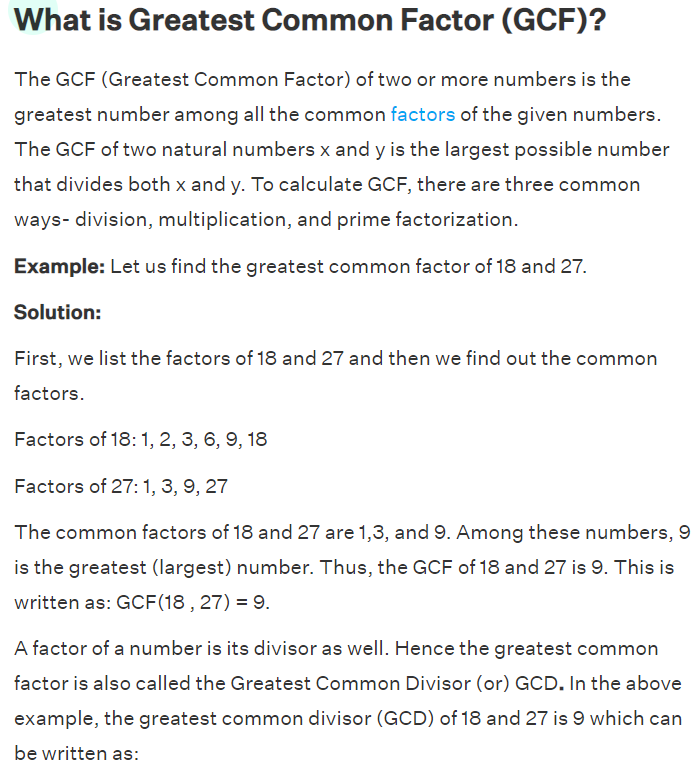 What is Greatest Common Factor (GCF)?
The GCF (Greatest Common Factor) of two or more numbers is the
greatest number among all the common factors of the given numbers.
The GCF of two natural numbers x and y is the largest possible number
that divides both x and y. To calculate GCF, there are three common
ways- division, multiplication, and prime factorization.
Example: Let us find the greatest common factor of 18 and 27.
Solution:
First, we list the factors of 18 and 27 and then we find out the common
factors.
Factors of 18: 1, 2, 3, 6, 9, 18
Factors of 27: 1, 3, 9, 27
The common factors of 18 and 27 are 1,3, and 9. Among these numbers, 9
is the greatest (largest) number. Thus, the GCF of 18 and 27 is 9. This is
written as: GCF(18 , 27) = 9.
A factor of a number is its divisor as well. Hence the greatest common
factor is also called the Greatest Common Divisor (or) GCD. In the above
example, the greatest common divisor (GCD) of 18 and 27 is 9 which can
be written as: